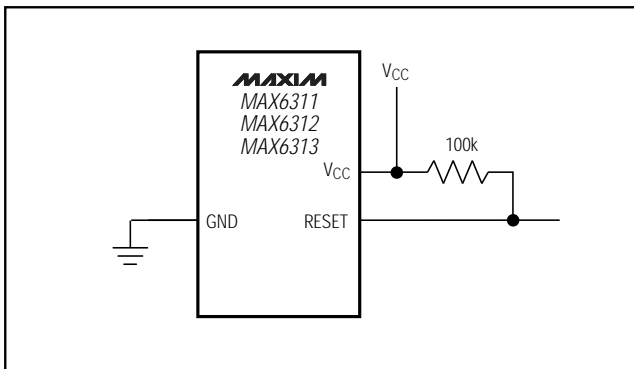 MAXIM
MAX6311
MAX6312
MAX6313
VCC
VCC
100k
GND
RESET